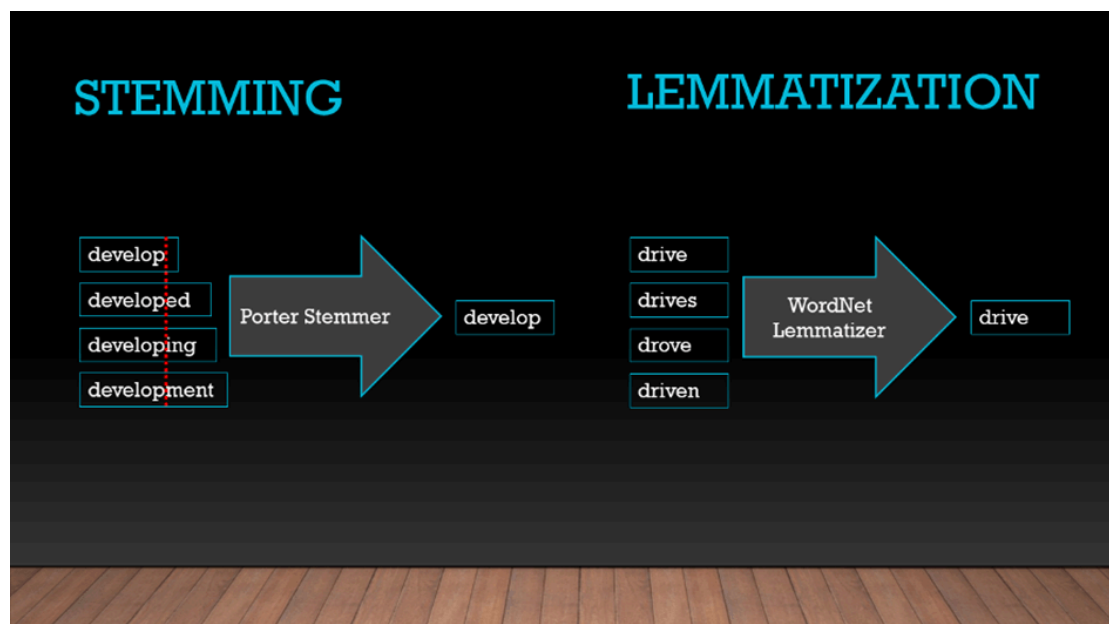 STEMMING
develop
developed
developing
development
Porter Stemmer
develop
LEMMATIZATION
drive
drives
drove
driven
WordNet
Lemmatizer
drive